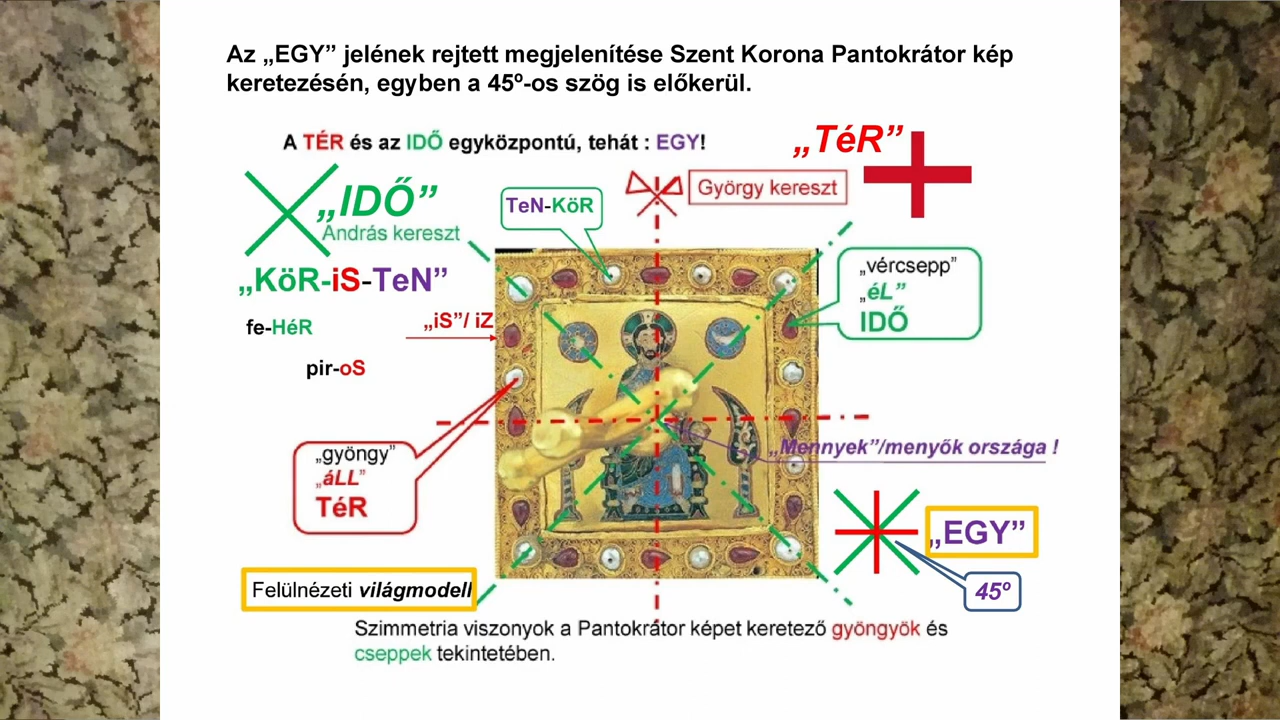 Az „EGY” jelének rejtett megjelenítése Szent Korona Pantokrátor kép
keretezésén, egyben a 45º-os szög is előkerül.
A TÉR és az IDŐ egyközpontú, tehát : EGY!
„TéR”
György kereszt
„IDŐ”
András kereszt
TeN-KöR
„KöR-iS-TeN”
„vércsepp”
„éL”
IDŐ
fe-HéR
„iS”/ iZ
pir-oS
„gyöngy”
„áLL”
TéR
„Mennyek”/menyők országa !
„EGY”
45º
Felülnézeti világmodell
Szimmetria viszonyok a Pantokrátor képet keretező gyöngyök és
cseppek tekintetében.